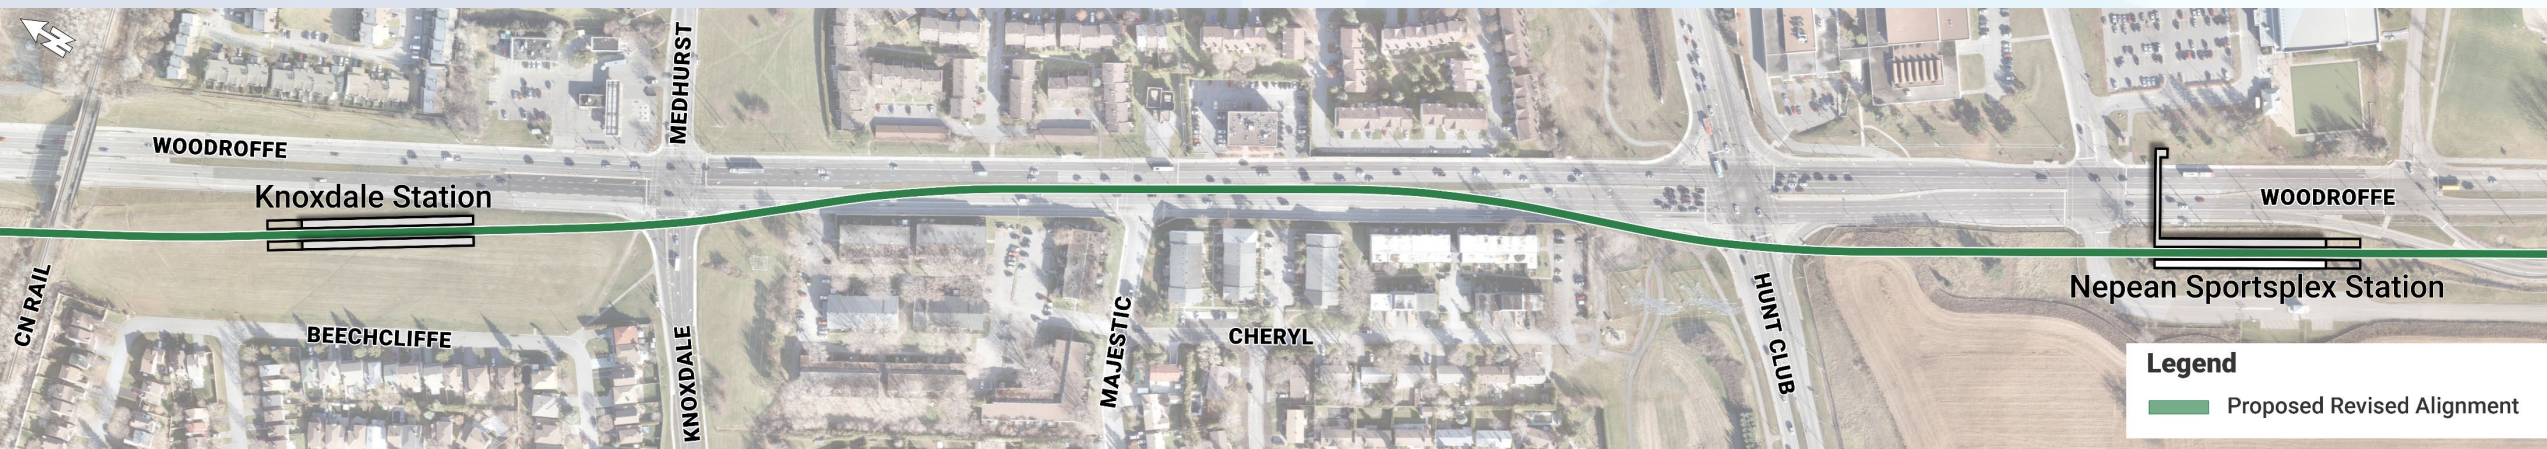 N
MEDHURST
WOODROFFE
Knoxdale Station
WOODROFFE
CN RAIL
BEECHCLIFFE
KNOXDALE
MAJESTIC
CHERYL
HUNT CLUB
Nepean Sportsplex Station
Legend
Proposed Revised Alignment